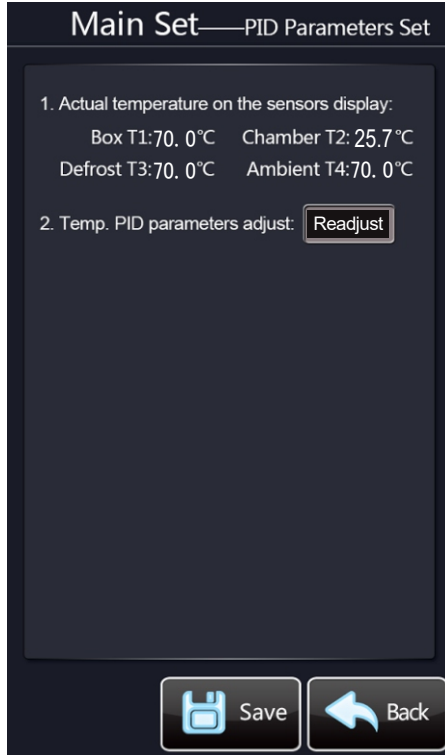 Main Set——PID Parameters Set
1. Actual temperature on the sensors display:
Box T1:70. 0℃ Chamber T2: 25.7℃
Defrost T3:70. 0℃ Ambient T4:70. 0℃
2. Temp. PID parameters adjust: Readjust
Save Back